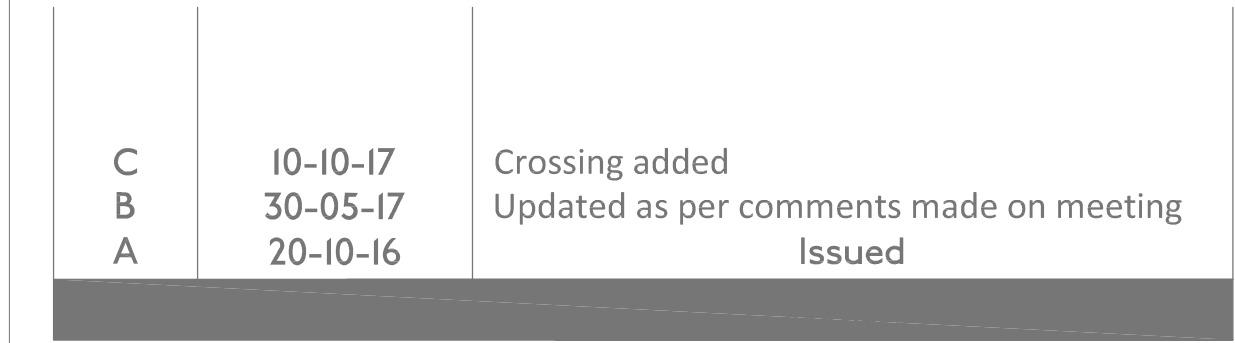 C 10-10-17 Crossing added
B 30-05-17 Updated as per comments made on meeting
A 20-10-16 Issued